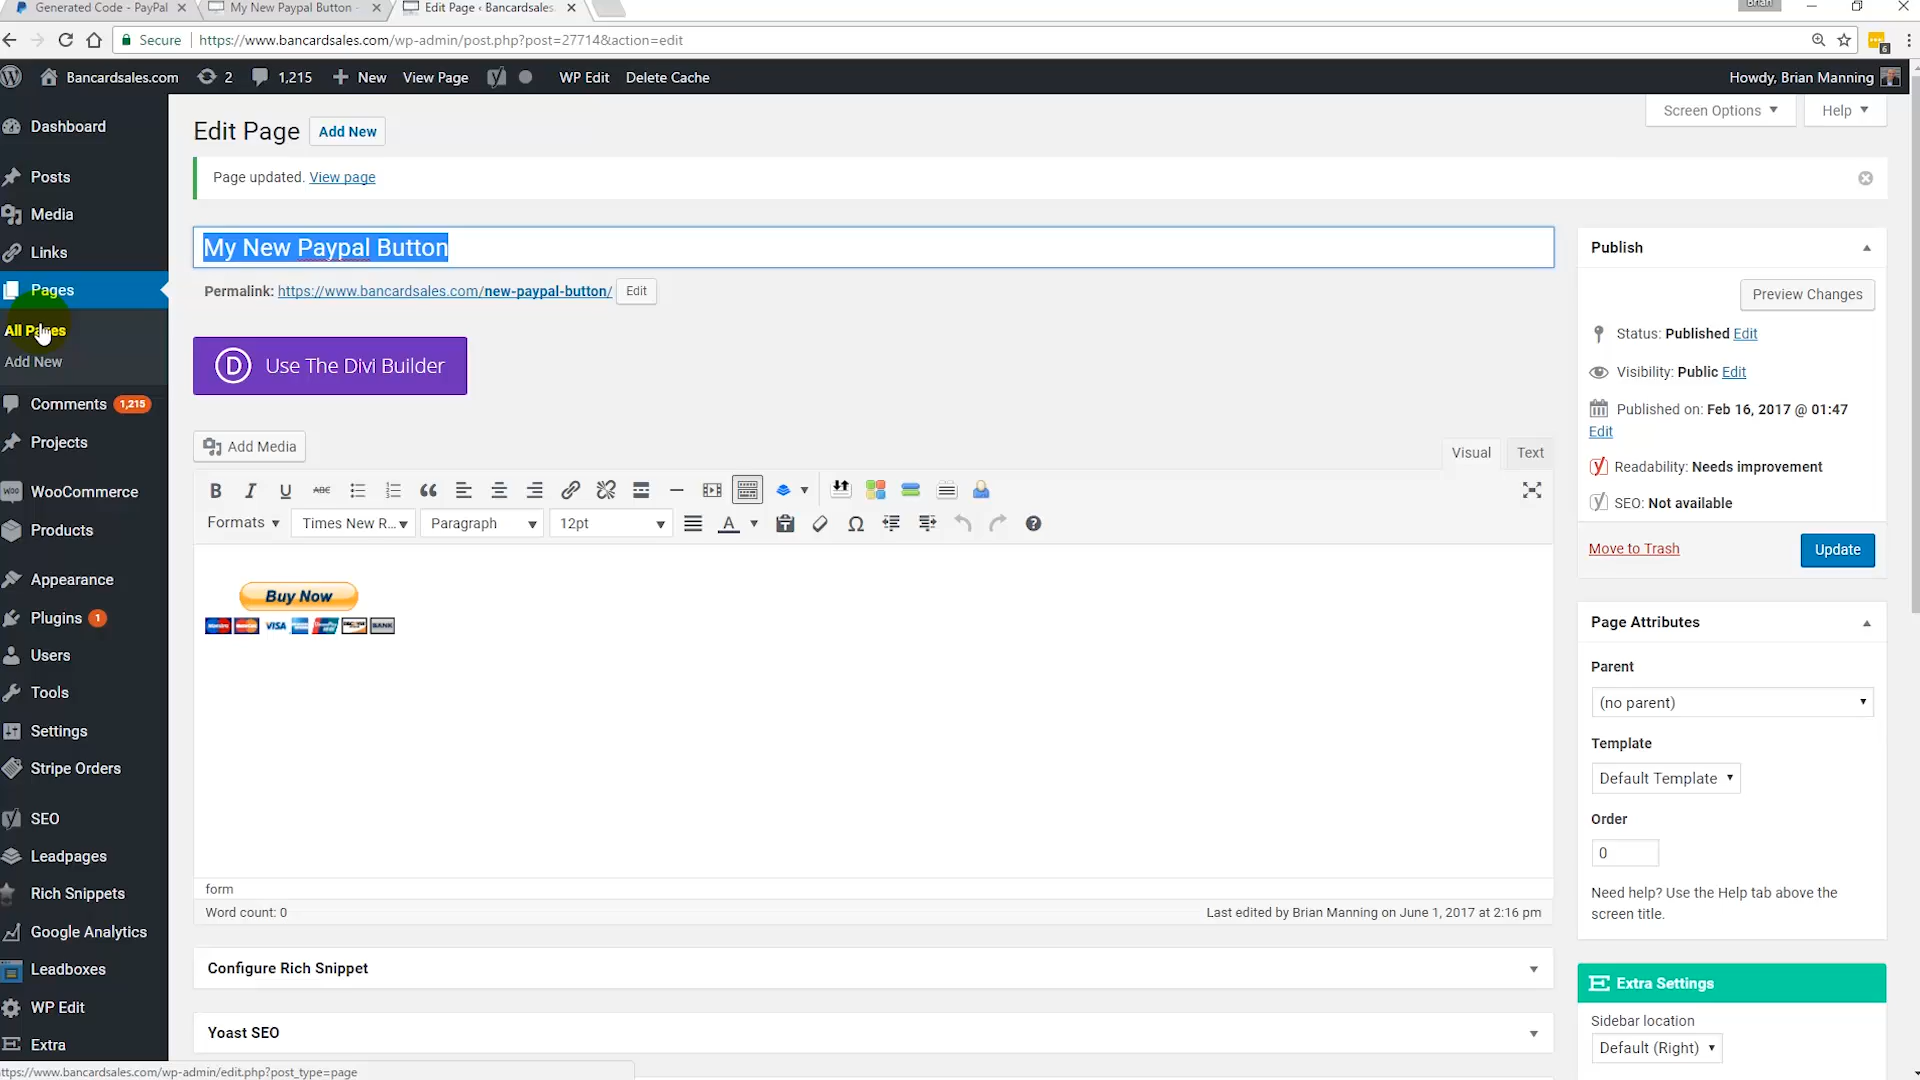 Generated Code - PayPal
My New Paypal Button -
Edit Page ‹ Bancardsales.
Brian
Secure
https://www.bancardsales.com/wp-admin/post.php?post=27714&action=edit
6
Bancardsales.com
2
1,215
New
View Page
WP Edit
Delete Cache
Howdy, Brian Manning
Dashboard
Posts
Media
Links
Pages
All Pages
Add New
Comments 1,215
Projects
WooCommerce
Products
Appearance
Plugins 1
Users
Tools
Settings
Stripe Orders
SEO
Leadpages
Rich Snippets
Google Analytics
Leadboxes
WP Edit
Extra
Edit Page
Add New
Screen Options
Help
Page updated. View page
My New Paypal Button
Permalink: https://www.bancardsales.com/new-paypal-button/
Edit
D Use The Divi Builder
Add Media
Visual
Text
B I U ABC
Formats
Times New R...
Paragraph
12pt
A
Ω
Buy Now
VISA
BANK
form
Word count: 0
Last edited by Brian Manning on June 1, 2017 at 2:16 pm
Configure Rich Snippet
Yoast SEO
Publish
Preview Changes
Status: Published Edit
Visibility: Public Edit
Published on: Feb 16, 2017 @ 01:47
Edit
Readability: Needs improvement
SEO: Not available
Move to Trash
Update
Page Attributes
Parent
(no parent)
Template
Default Template
Order
0
Need help? Use the Help tab above the
screen title.
Extra Settings
Sidebar location
Default (Right)
ttps://www.bancardsales.com/wp-admin/edit.php?post_type=page